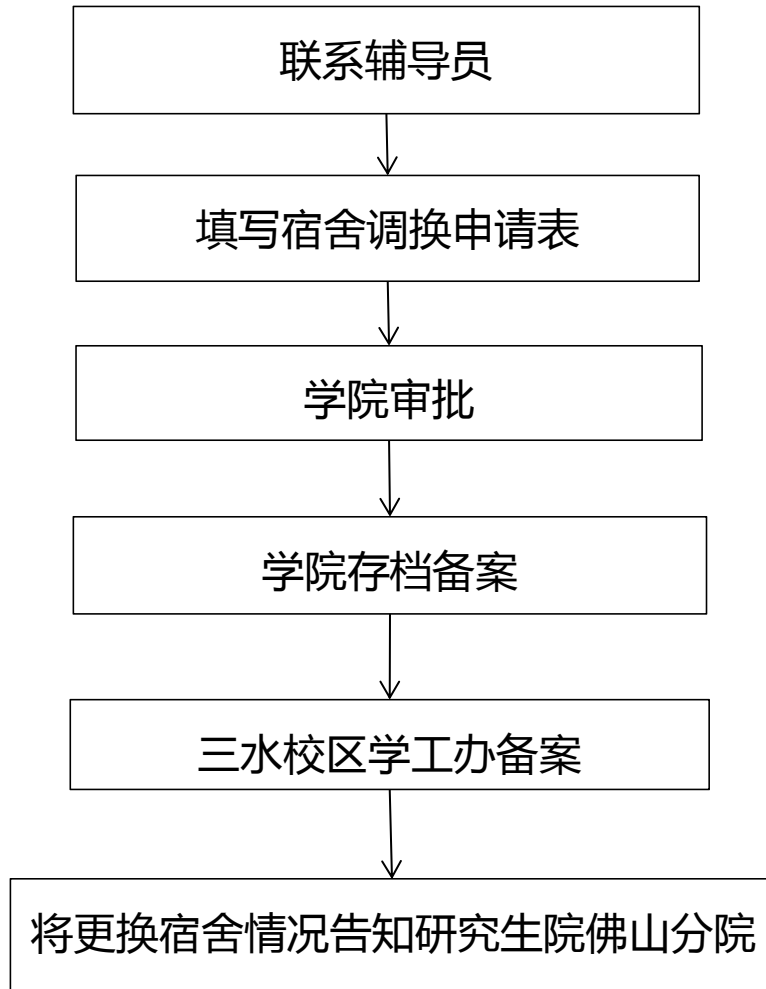 联系辅导员
填写宿舍调换申请表
学院审批
学院存档备案
三水校区学工办备案
将更换宿舍情况告知研究生院佛山分院